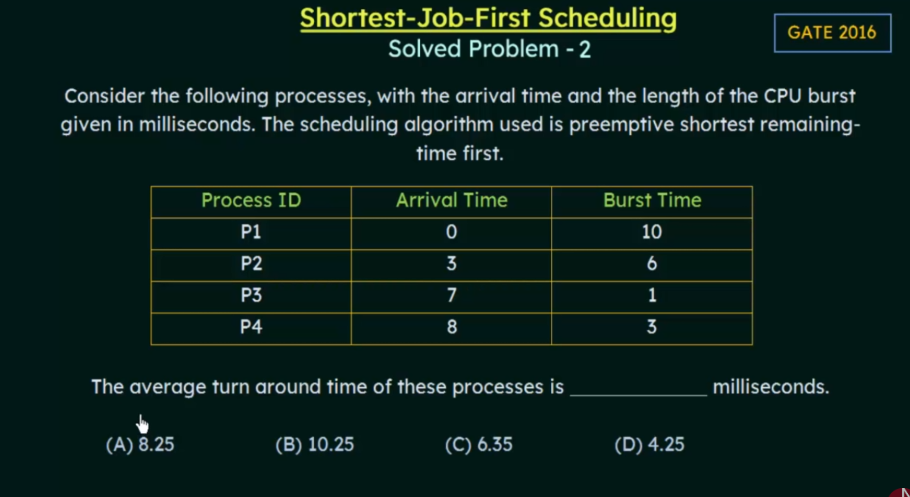 Shortest-Job-First Scheduling
Solved Problem - 2
GATE 2016
Consider the following processes, with the arrival time and the length of the CPU burst
given in milliseconds. The scheduling algorithm used is preemptive shortest remaining-
time first.
Process ID Arrival Time Burst Time
P1 0 10
P2 3 6
P3 7 1
P4 8 3
The average turn around time of these processes is ______________ milliseconds.
(A) 8.25 (B) 10.25 (C) 6.35 (D) 4.25
N